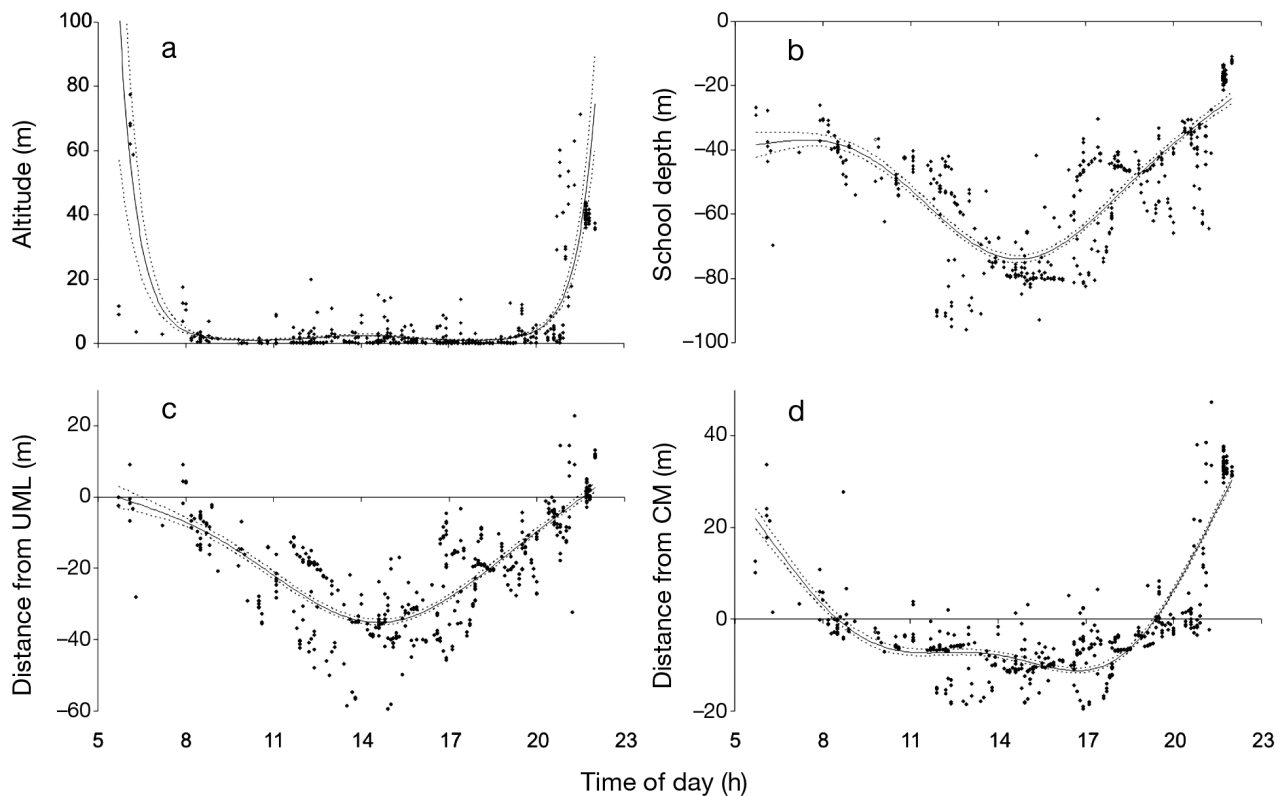 a
Altitude (m)
100
80
60
40
20
0
b
School depth (m)
0
–20
–40
–60
–80
–100
c
Distance from UML (m)
20
0
–20
–40
–60
5 8 11 14 17 20 23
d
Distance from CM (m)
40
20
0
–20
5 8 11 14 17 20 23
Time of day (h)